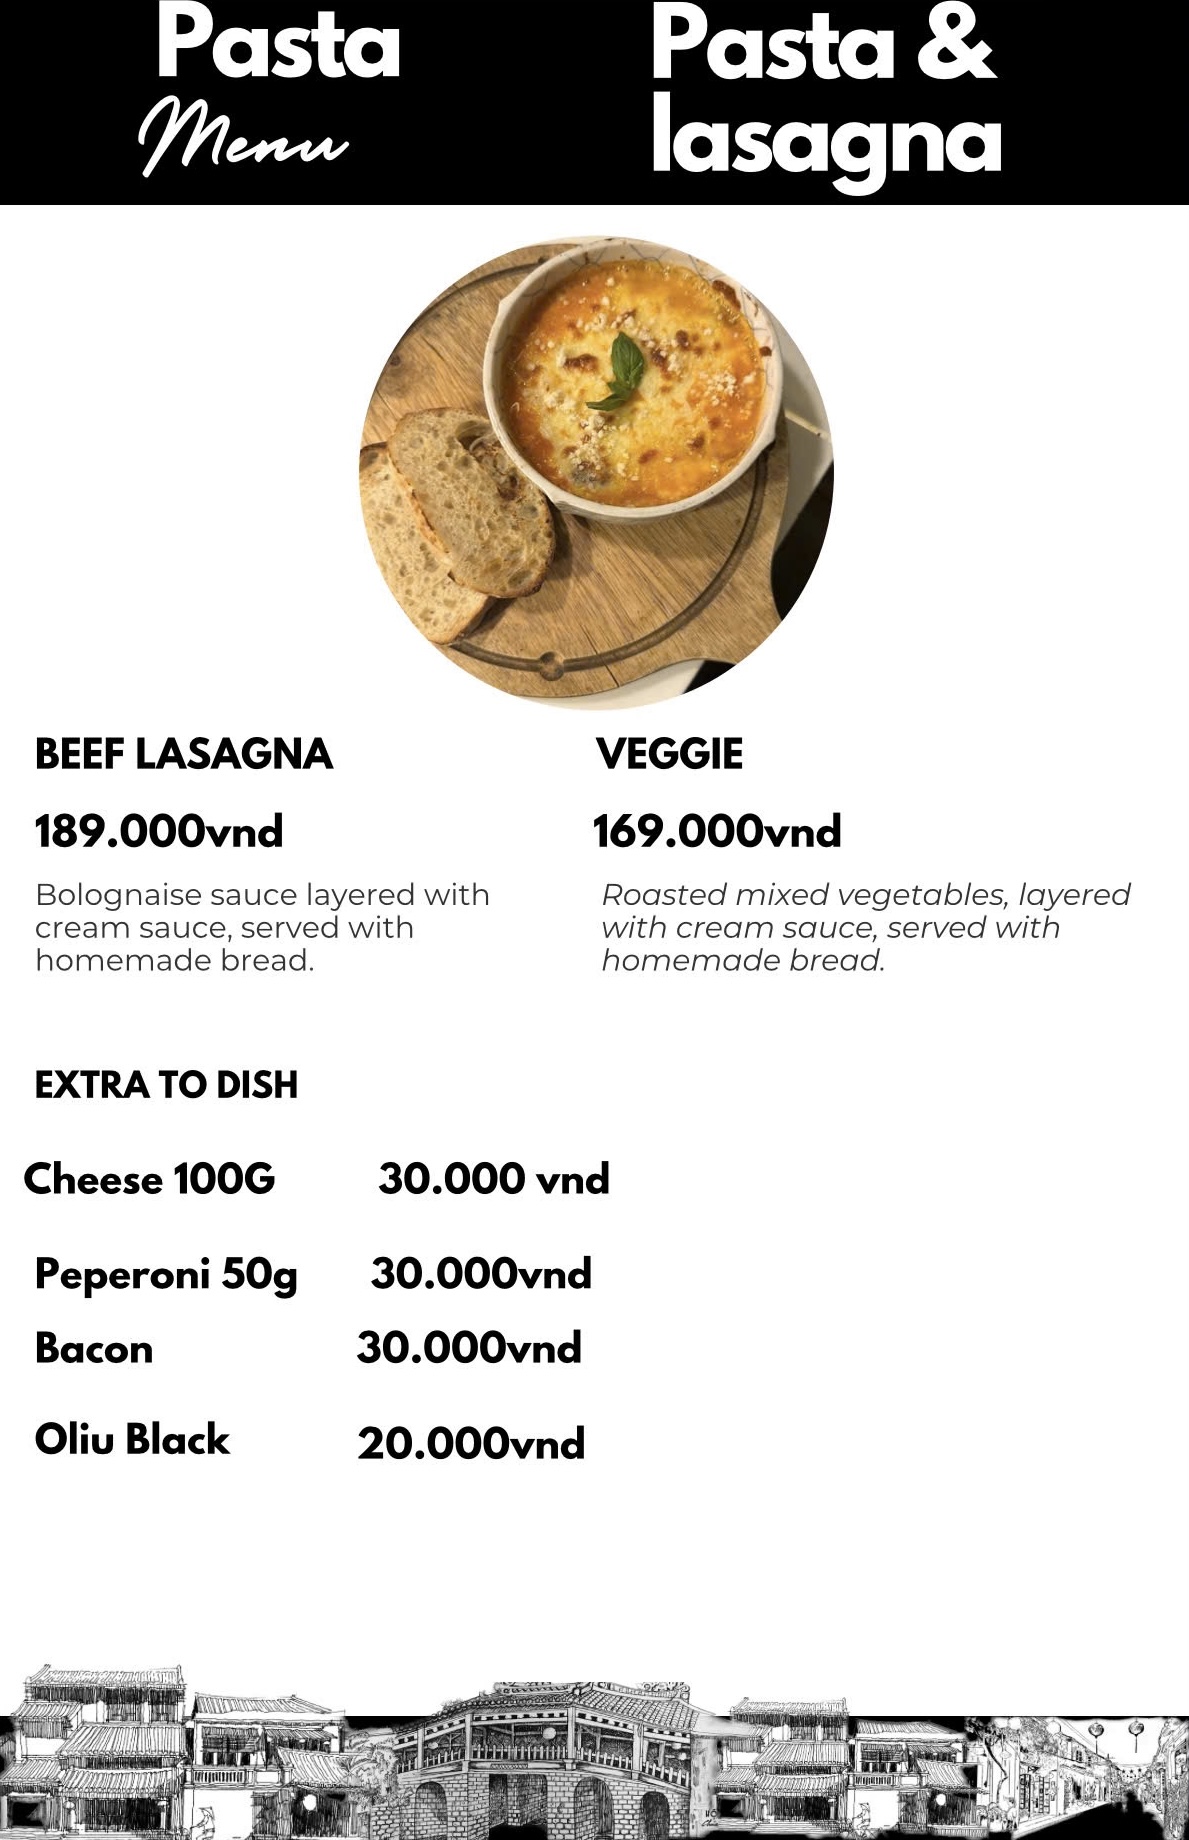 Pasta
Menu
Pasta &
lasagna
BEEF LASAGNA
189.000vnd
Bolognaise sauce layered with
cream sauce, served with
homemade bread.
VEGGIE
169.000vnd
Roasted mixed vegetables, layered
with cream sauce, served with
homemade bread.
EXTRA TO DISH
Cheese 100G 30.000 vnd
Peperoni 50g 30.000vnd
Bacon 30.000vnd
Oliu Black 20.000vnd